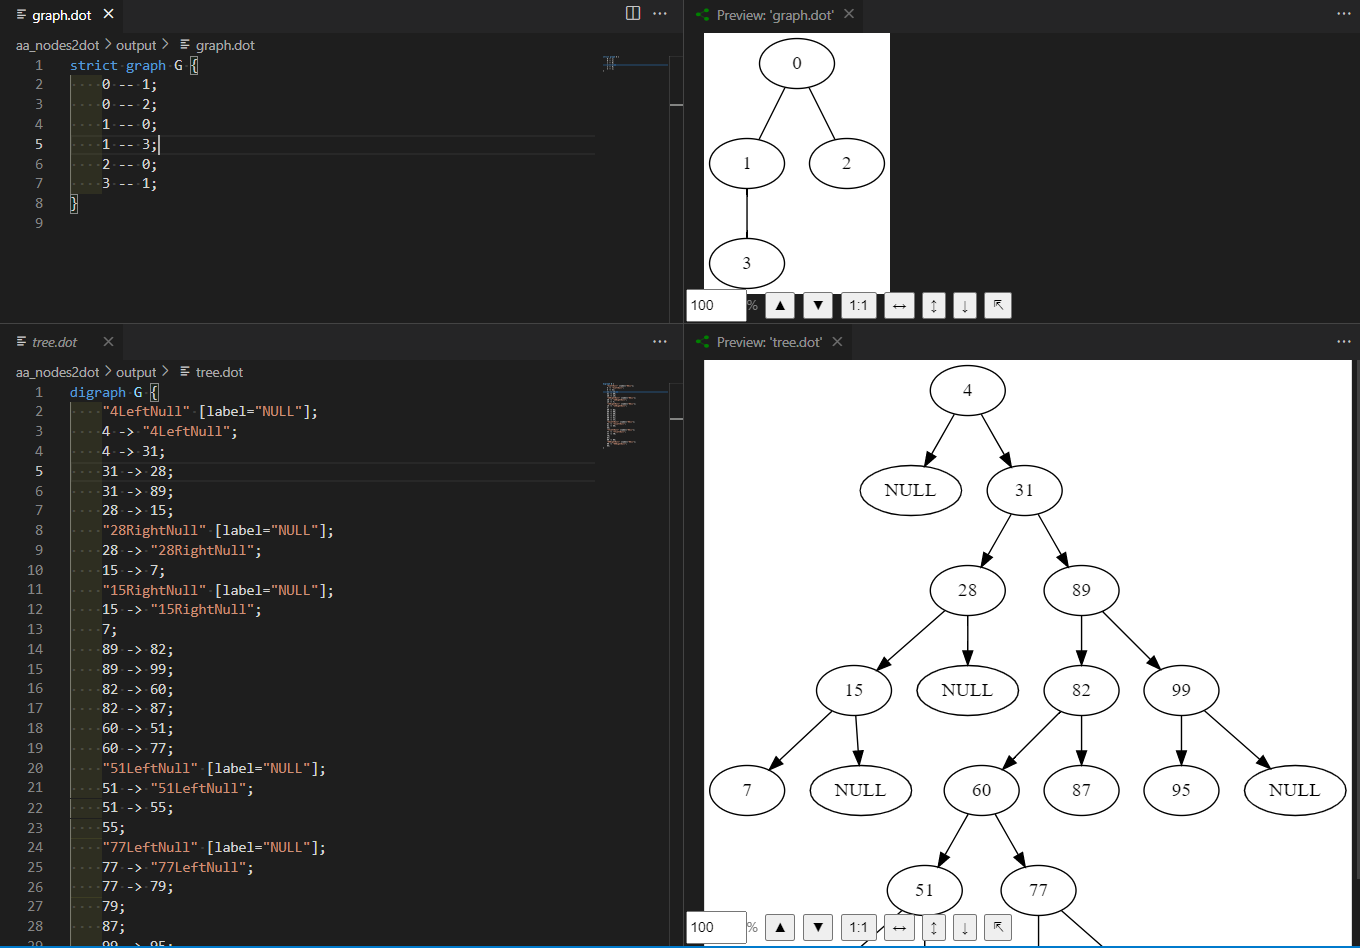 graph.dot
aa_nodes2dot > output > graph.dot
1 strict graph G {
2 0 -- 1;
3 0 -- 2;
4 1 -- 0;
5 1 -- 3;
6 2 -- 0;
7 3 -- 1;
8 }
9
Preview: 'graph.dot'
0
1 2
3
100 % ▲ ▼ 1:1 ↔ ↕ ↓ ⇱
tree.dot
aa_nodes2dot > output > tree.dot
1 digraph G {
2 "4LeftNull" [label="NULL"];
3 4 -> "4LeftNull";
4 4 -> 31;
5 31 -> 28;
6 31 -> 89;
7 28 -> 15;
8 "28RightNull" [label="NULL"];
9 28 -> "28RightNull";
10 15 -> 7;
11 "15RightNull" [label="NULL"];
12 15 -> "15RightNull";
13 7;
14 89 -> 82;
15 89 -> 99;
16 82 -> 60;
17 82 -> 87;
18 60 -> 51;
19 60 -> 77;
20 "51LeftNull" [label="NULL"];
21 51 -> "51LeftNull";
22 51 -> 55;
23 55;
24 "77LeftNull" [label="NULL"];
25 77 -> "77LeftNull";
26 77 -> 79;
27 79;
28 87;
29 99 -> 95;
Preview: 'tree.dot'
4
NULL 31
28 89
15 NULL 82 99
7 NULL 60 87 95 NULL
51 77
100 % ▲ ▼ 1:1 ↔ ↕ ↓ ⇱